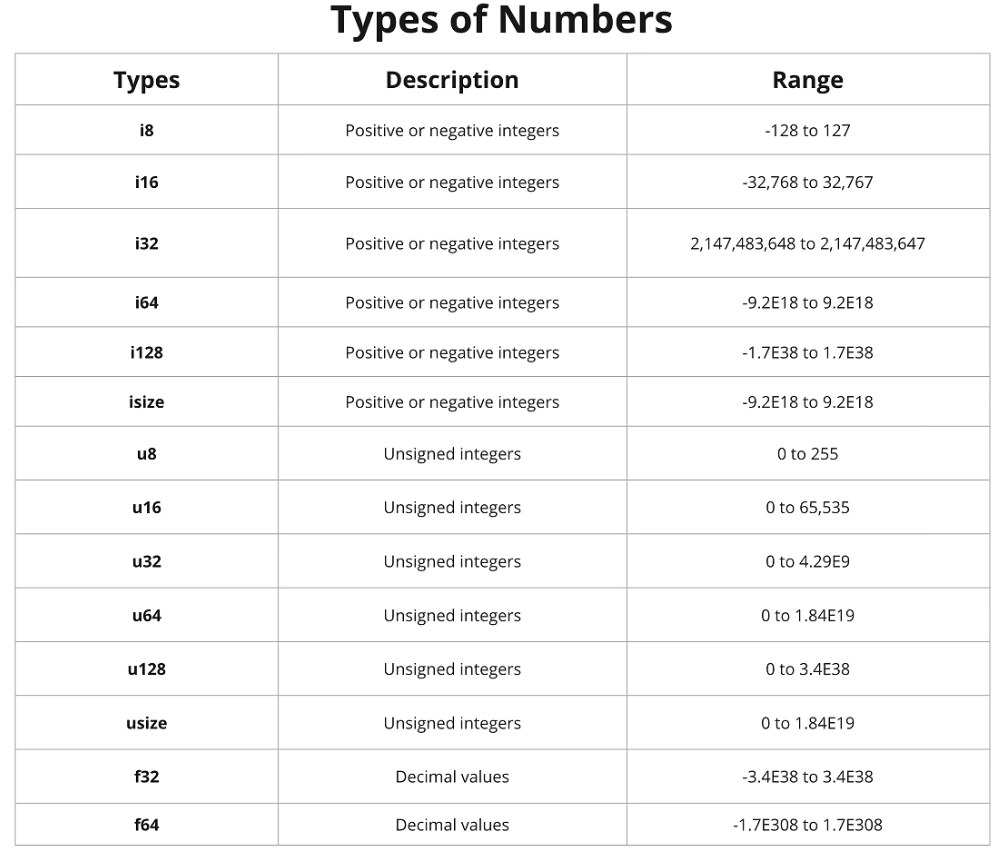 Types of Numbers
Types Description Range
i8 Positive or negative integers -128 to 127
i16 Positive or negative integers -32,768 to 32,767
i32 Positive or negative integers 2,147,483,648 to 2,147,483,647
i64 Positive or negative integers -9.2E18 to 9.2E18
i128 Positive or negative integers -1.7E38 to 1.7E38
isize Positive or negative integers -9.2E18 to 9.2E18
u8 Unsigned integers 0 to 255
u16 Unsigned integers 0 to 65,535
u32 Unsigned integers 0 to 4.29E9
u64 Unsigned integers 0 to 1.84E19
u128 Unsigned integers 0 to 3.4E38
usize Unsigned integers 0 to 1.84E19
f32 Decimal values -3.4E38 to 3.4E38
f64 Decimal values -1.7E308 to 1.7E308